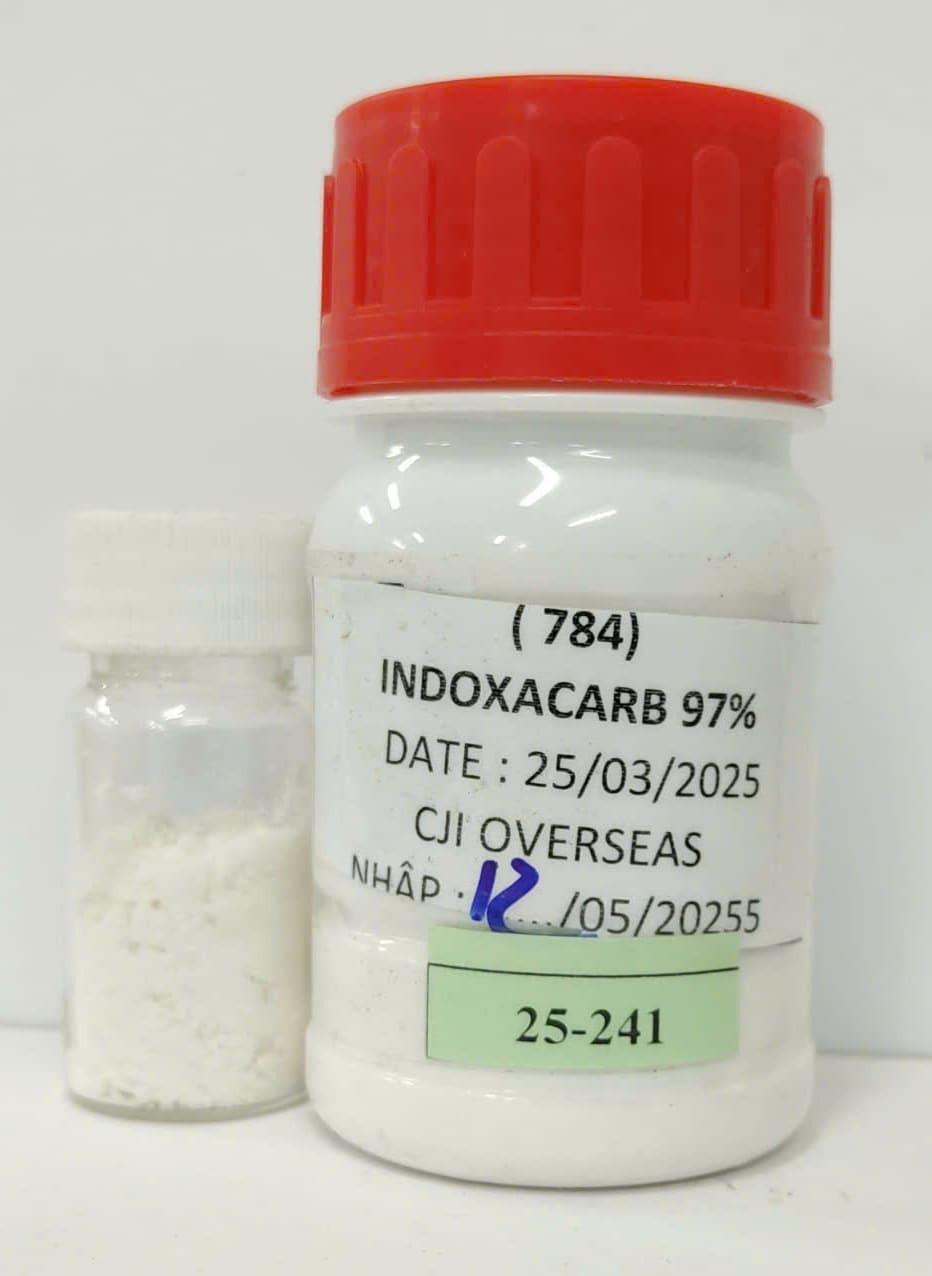 ( 784)
INDOXACARB 97%
DATE : 25/03/2025
CJI OVERSEAS
NHẬP : 12.../05/20255
25-241